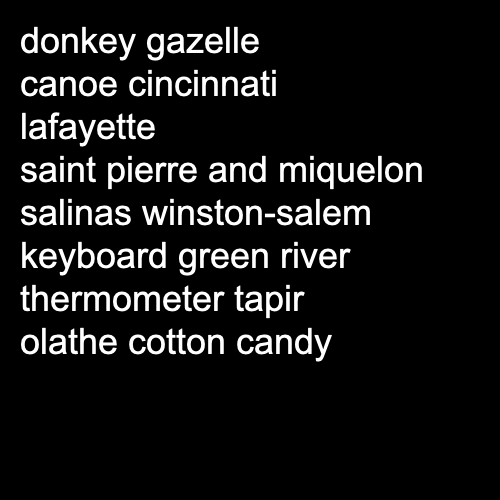 donkey gazelle
canoe cincinnati
lafayette
saint pierre and miquelon
salinas winston-salem
keyboard green river
thermometer tapir
olathe cotton candy